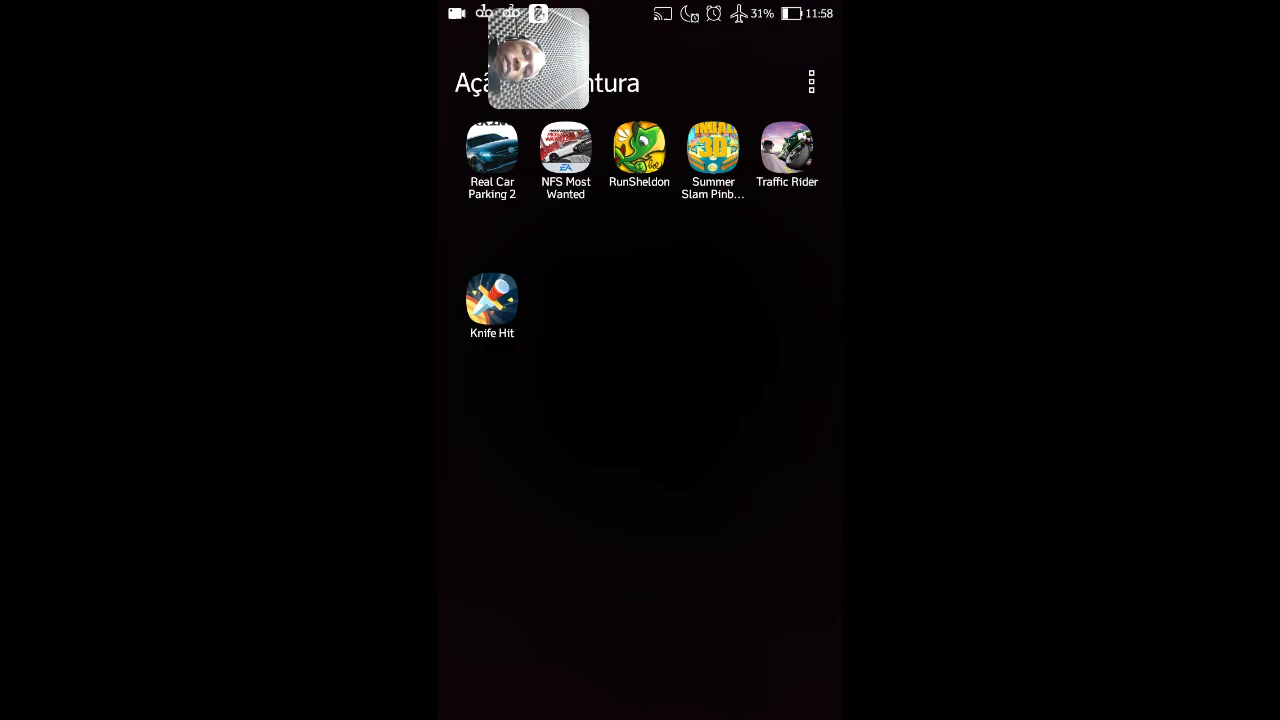 31% 11:58
Aç ntura
Real Car
Parking 2
NFS Most
Wanted
RunSheldon
Summer
Slam Pinb...
Traffic Rider
Knife Hit